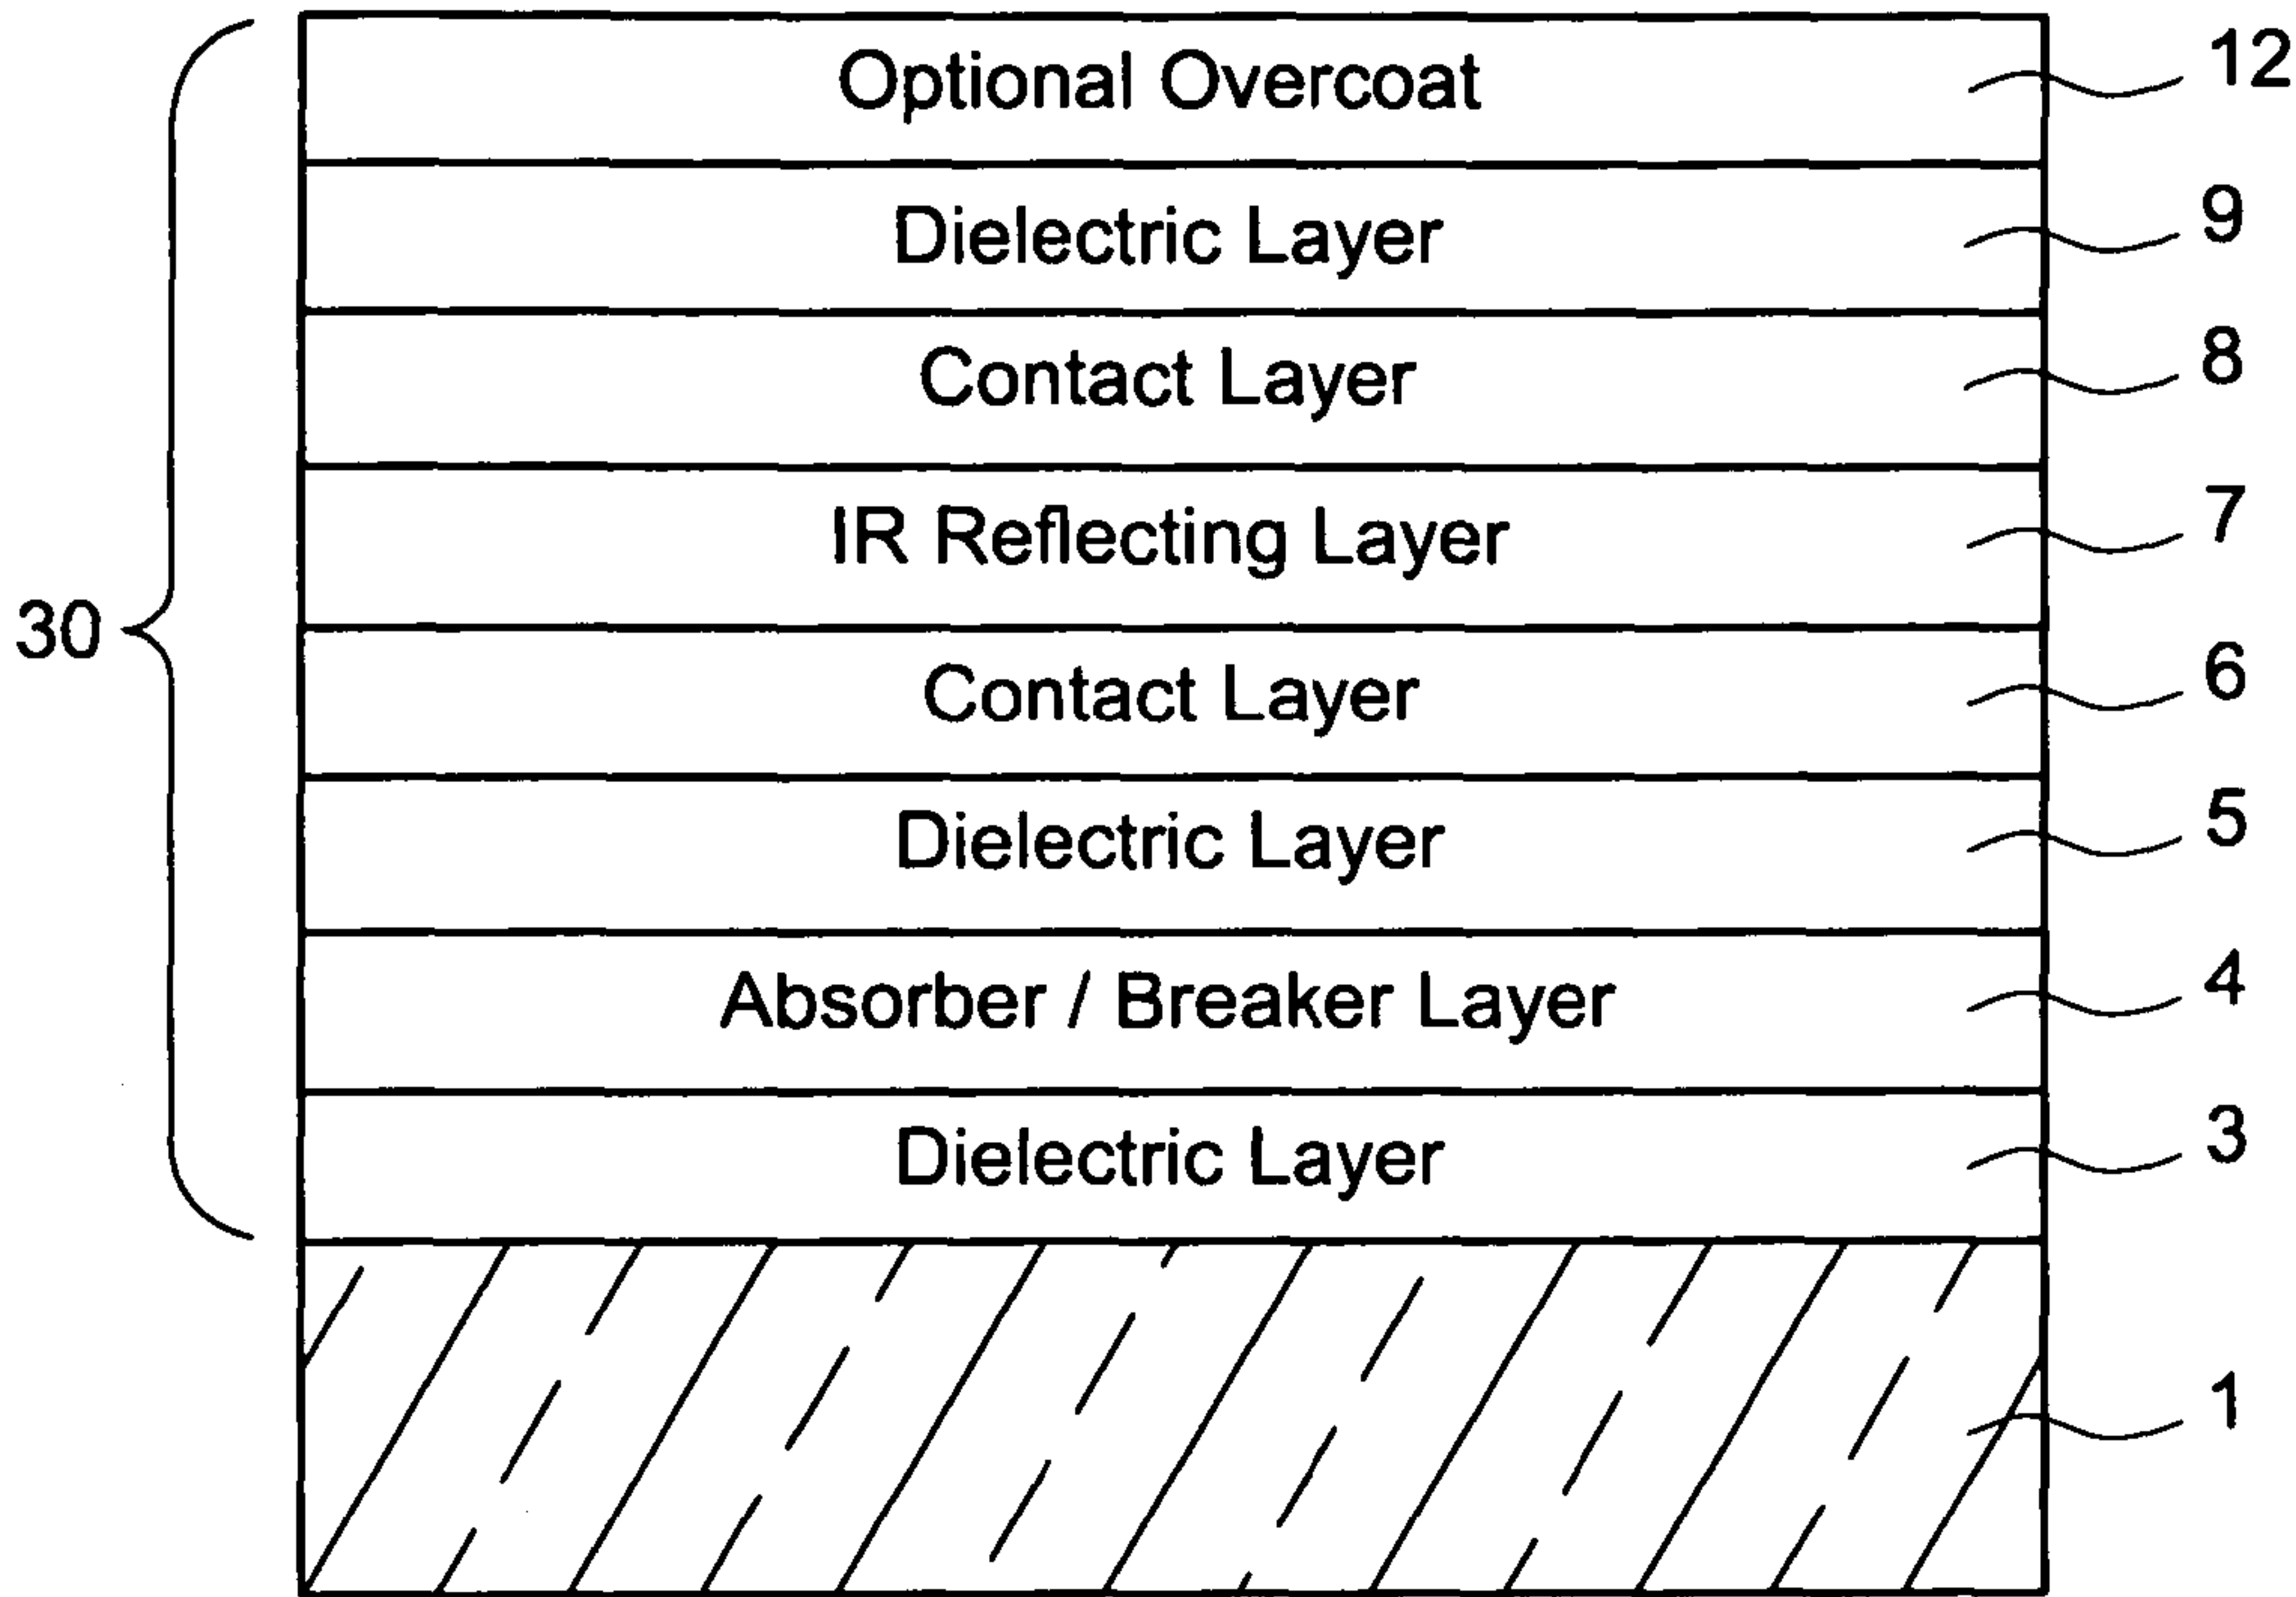 Optional Overcoat 12
Dielectric Layer 9
Contact Layer 8
IR Reflecting Layer 7
30
Contact Layer 6
Dielectric Layer 5
Absorber / Breaker Layer 4
Dielectric Layer 3
1